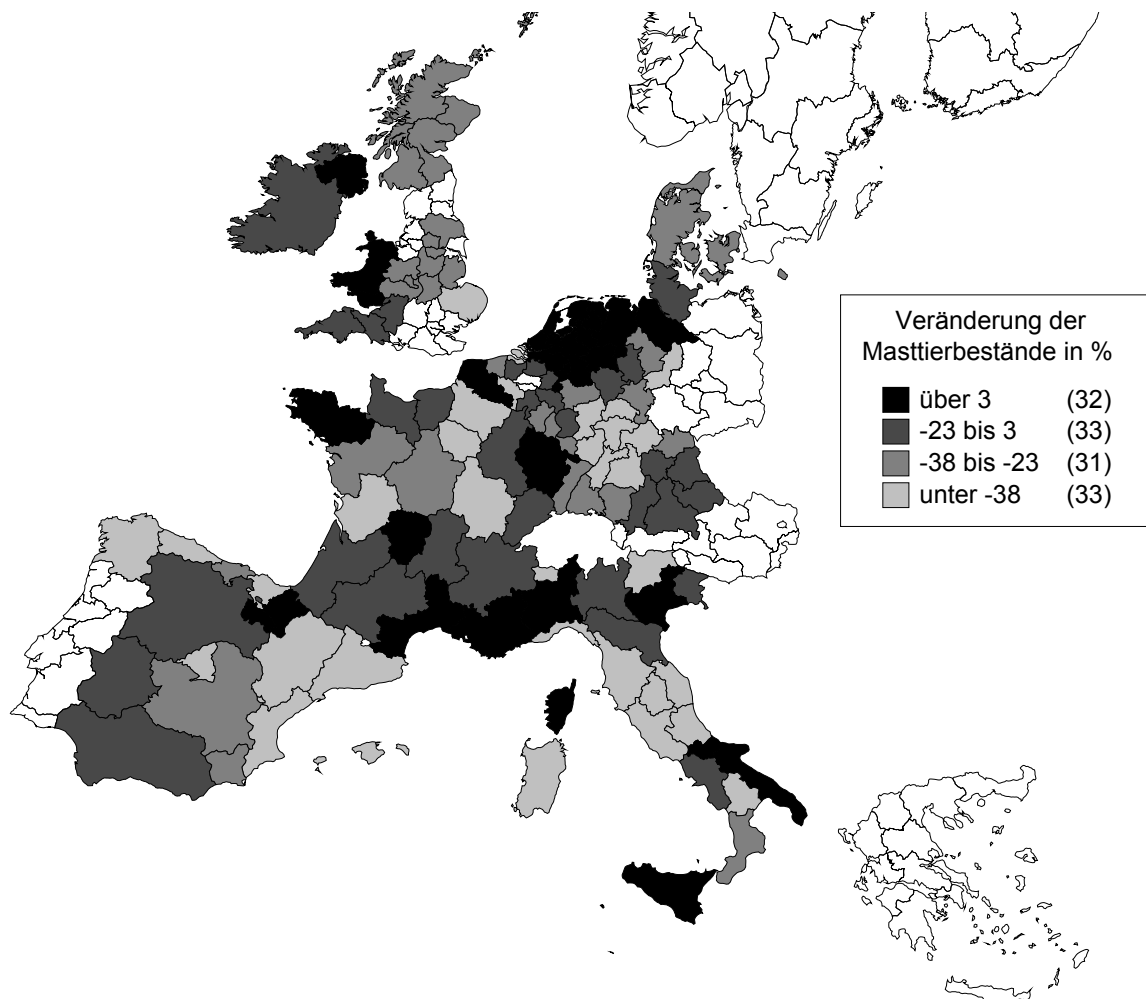 Veränderung der
Masttierbestände in %
über 3 (32)
-23 bis 3 (33)
-38 bis -23 (31)
unter -38 (33)